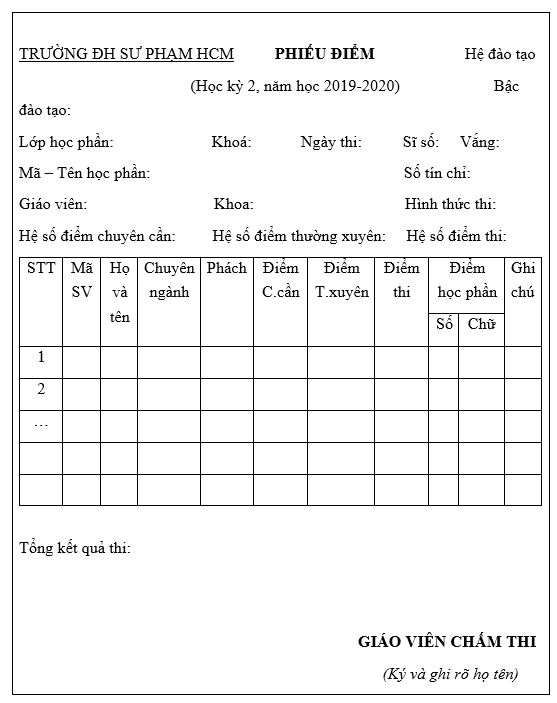 TRƯỜNG ĐH SƯ PHẠM HCM PHIẾU ĐIỂM Hệ đào tạo
(Học kỳ 2, năm học 2019-2020) Bậc
đào tạo:
Lớp học phần: Khoá: Ngày thi: Sĩ số: Vắng:
Mã – Tên học phần: Số tín chỉ:
Giáo viên: Khoa: Hình thức thi:
Hệ số điểm chuyên cần: Hệ số điểm thường xuyên: Hệ số điểm thi:
STT Mã Họ Chuyên Phách Điểm Điểm Điểm Điểm Ghi
SV và ngành C.cần T.xuyên thi học phần chú
tên Số Chữ
1
2
…
Tổng kết quả thi:
GIÁO VIÊN CHẤM THI
(Ký và ghi rõ họ tên)